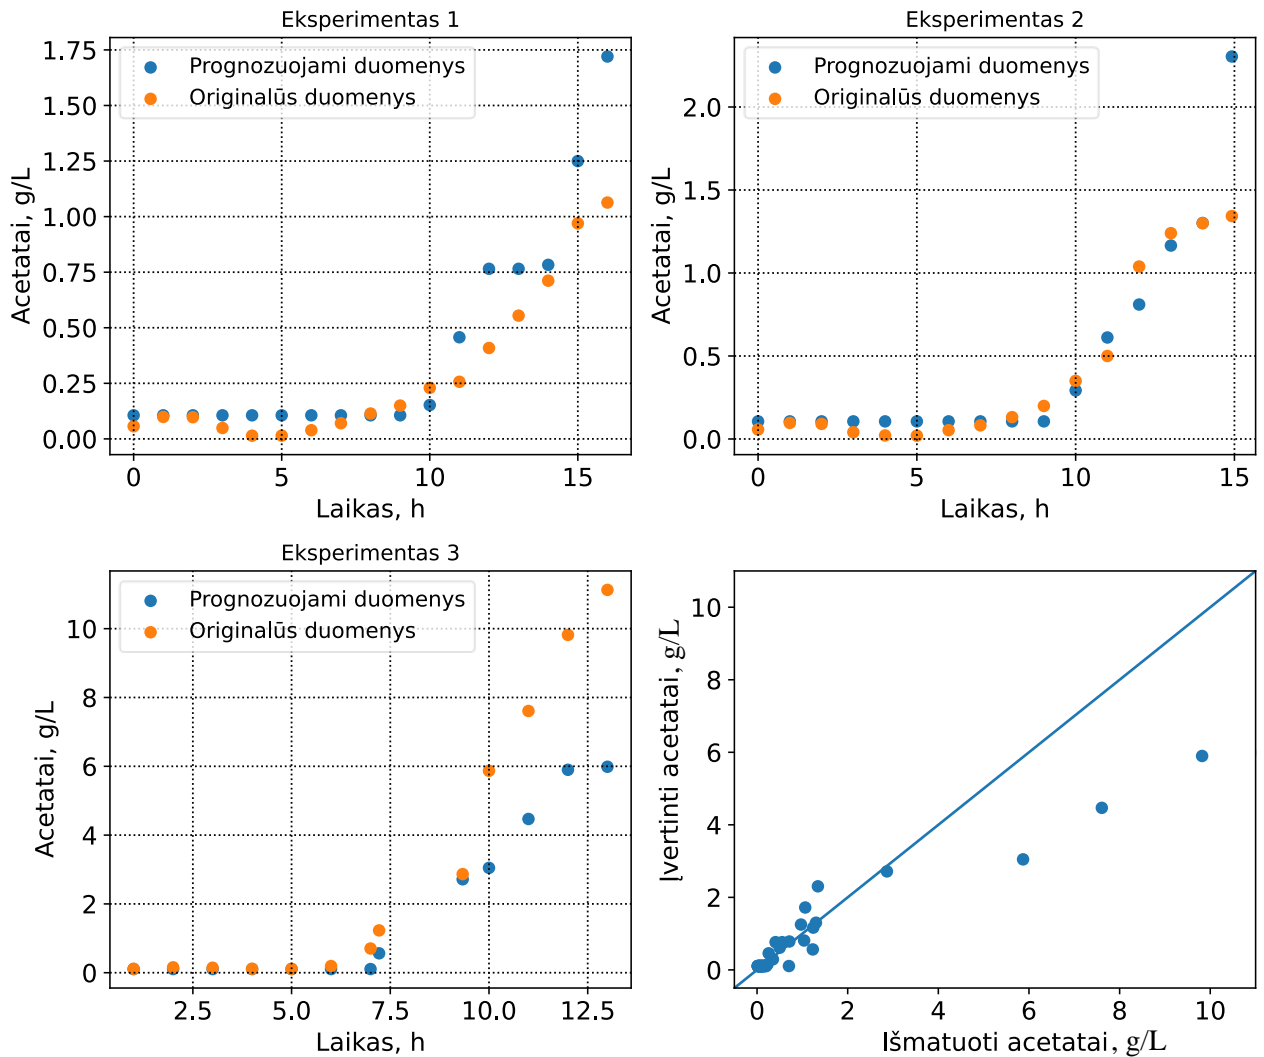 Eksperimentas 1
Prognozuojami duomenys
Originalūs duomenys
Acetatai, g/L
1.75
1.50
1.25
1.00
0.75
0.50
0.25
0.00
0 5 10 15
Laikas, h
Eksperimentas 2
Prognozuojami duomenys
Originalūs duomenys
Acetatai, g/L
2.0
1.5
1.0
0.5
0.0
0 5 10 15
Laikas, h
Eksperimentas 3
Prognozuojami duomenys
Originalūs duomenys
Acetatai, g/L
10
8
6
4
2
0
2.5 5.0 7.5 10.0 12.5
Laikas, h
Įvertinti acetatai, g/L
10
8
6
4
2
0
0 2 4 6 8 10
Išmatuoti acetatai, g/L